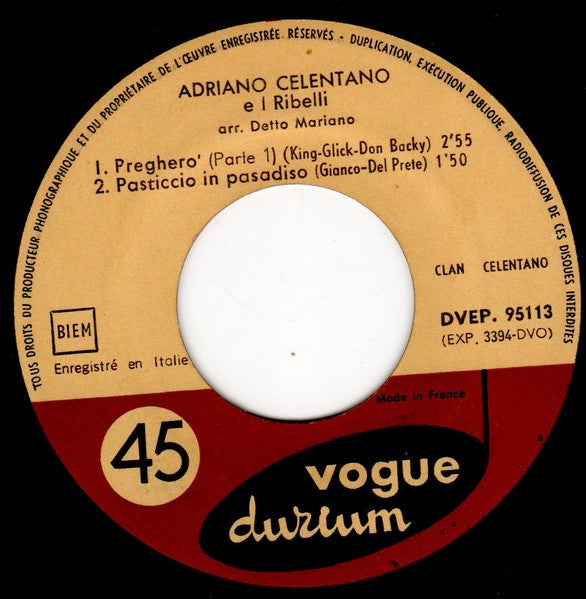 TOUS DROITS DU PRODUCTEUR PHONOGRAPHIQUE ET DU PROPRIÉTAIRE DE L'ŒUVRE ENREGISTRÉE. RÉSERVÉS - DUPLICATION, EXÉCUTION PUBLIQUE, RADIODIFFUSION DE CES DISQUES INTERDITES
ADRIANO CELENTANO
e I Ribelli
arr. Detto Mariano
1. Preghero' (Parte 1) (King-Glick-Don Backy) 2'55
2. Pasticcio in pasadiso (Gianco-Del Prete) 1'50
CLAN CELENTANO
BIEM
DVEP. 95113
(EXP. 3394-DVO)
Enregistré en Italie
Made in France
45
vogue
durium